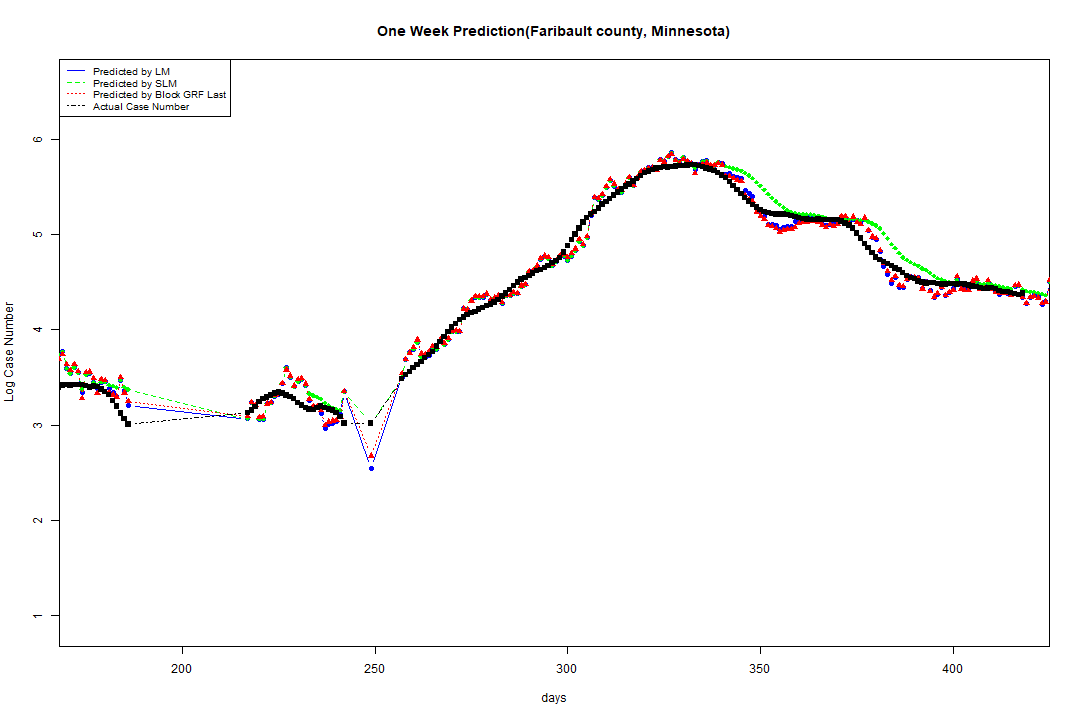 One Week Prediction(Faribault county, Minnesota)
Predicted by LM
Predicted by SLM
Predicted by Block GRF Last
Actual Case Number
Log Case Number
6
5
4
3
2
1
200 250 300 350 400
days